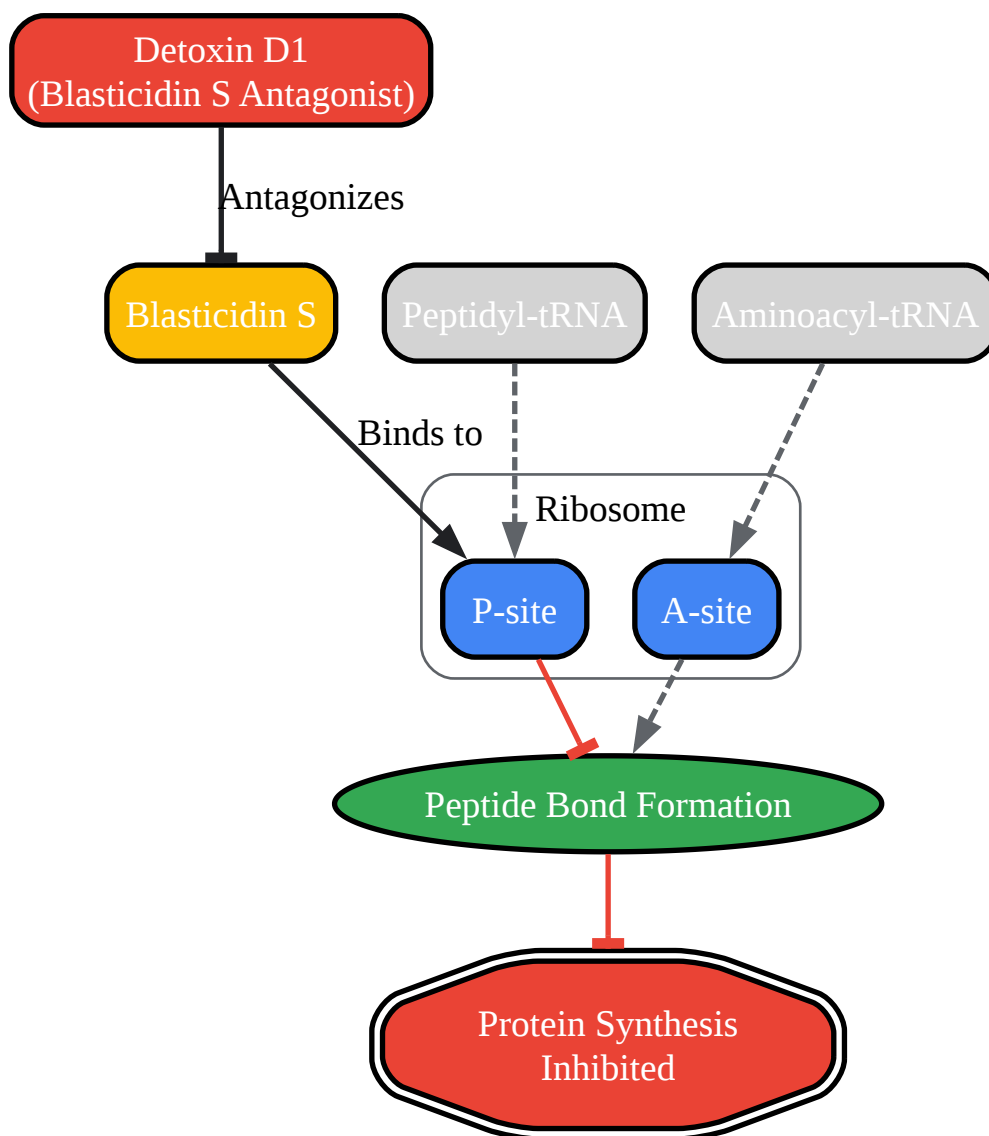 Detoxin D1
(Blasticidin S Antagonist)
Antagonizes
Blasticidin S
Peptidyl-tRNA
Aminoacyl-tRNA
Binds to
Ribosome
P-site
A-site
Peptide Bond Formation
Protein Synthesis
Inhibited